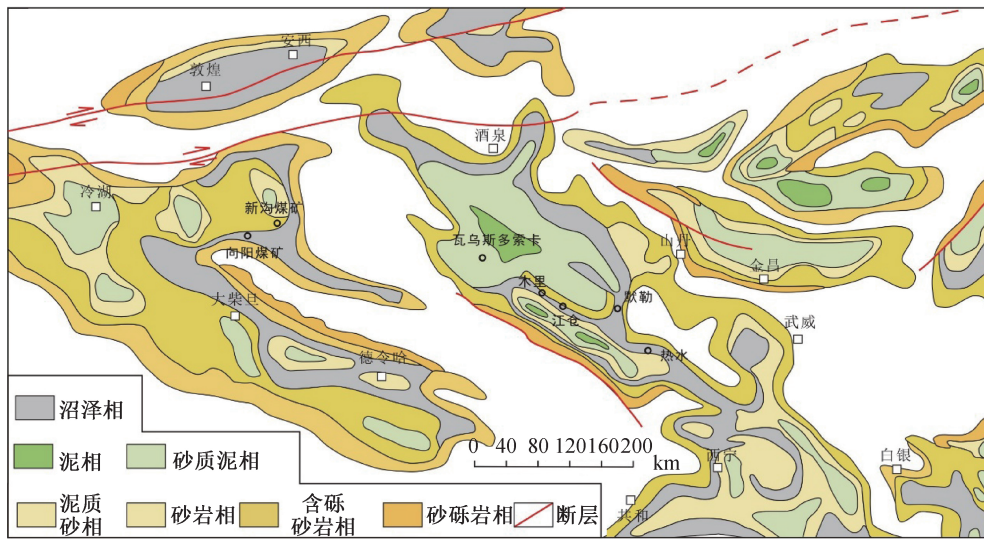 安西
敦煌
酒泉
冷湖
新沟煤矿
向阳煤矿
瓦乌斯多索卡
山丹
金昌
木里
默勒
江仓
大柴旦
武威
热水
德令哈
沼泽相
泥相
砂质泥相
0 40 80 120 160 200
km
西宁
白银
共和
泥质
砂相
砂岩相
含砾
砂岩相
砂砾岩相
断层